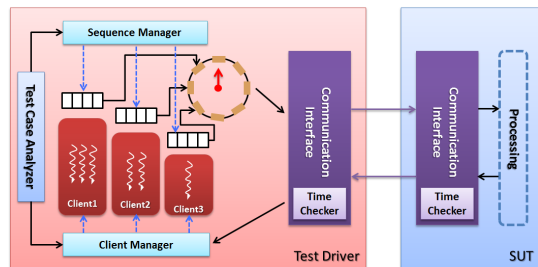 Sequence Manager
Test Case Analyzer
Client1
Client2
Client3
Client Manager
Communication
Interface
Time
Checker
Test Driver
Communication
Interface
Time
Checker
Processing
SUT